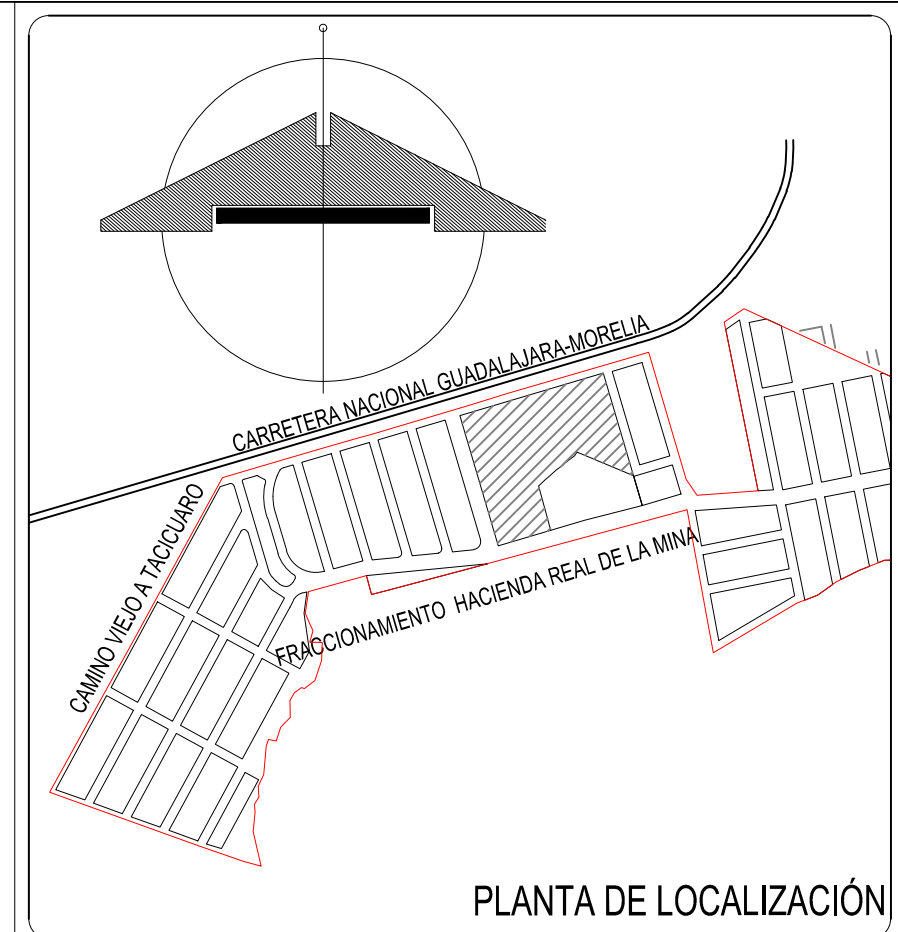 CARRETERA NACIONAL GUADALAJARA-MORELIA
CAMINO VIEJO A TACICUARO
FRACCIONAMIENTO HACIENDA REAL DE LA MINA
PLANTA DE LOCALIZACIÓN